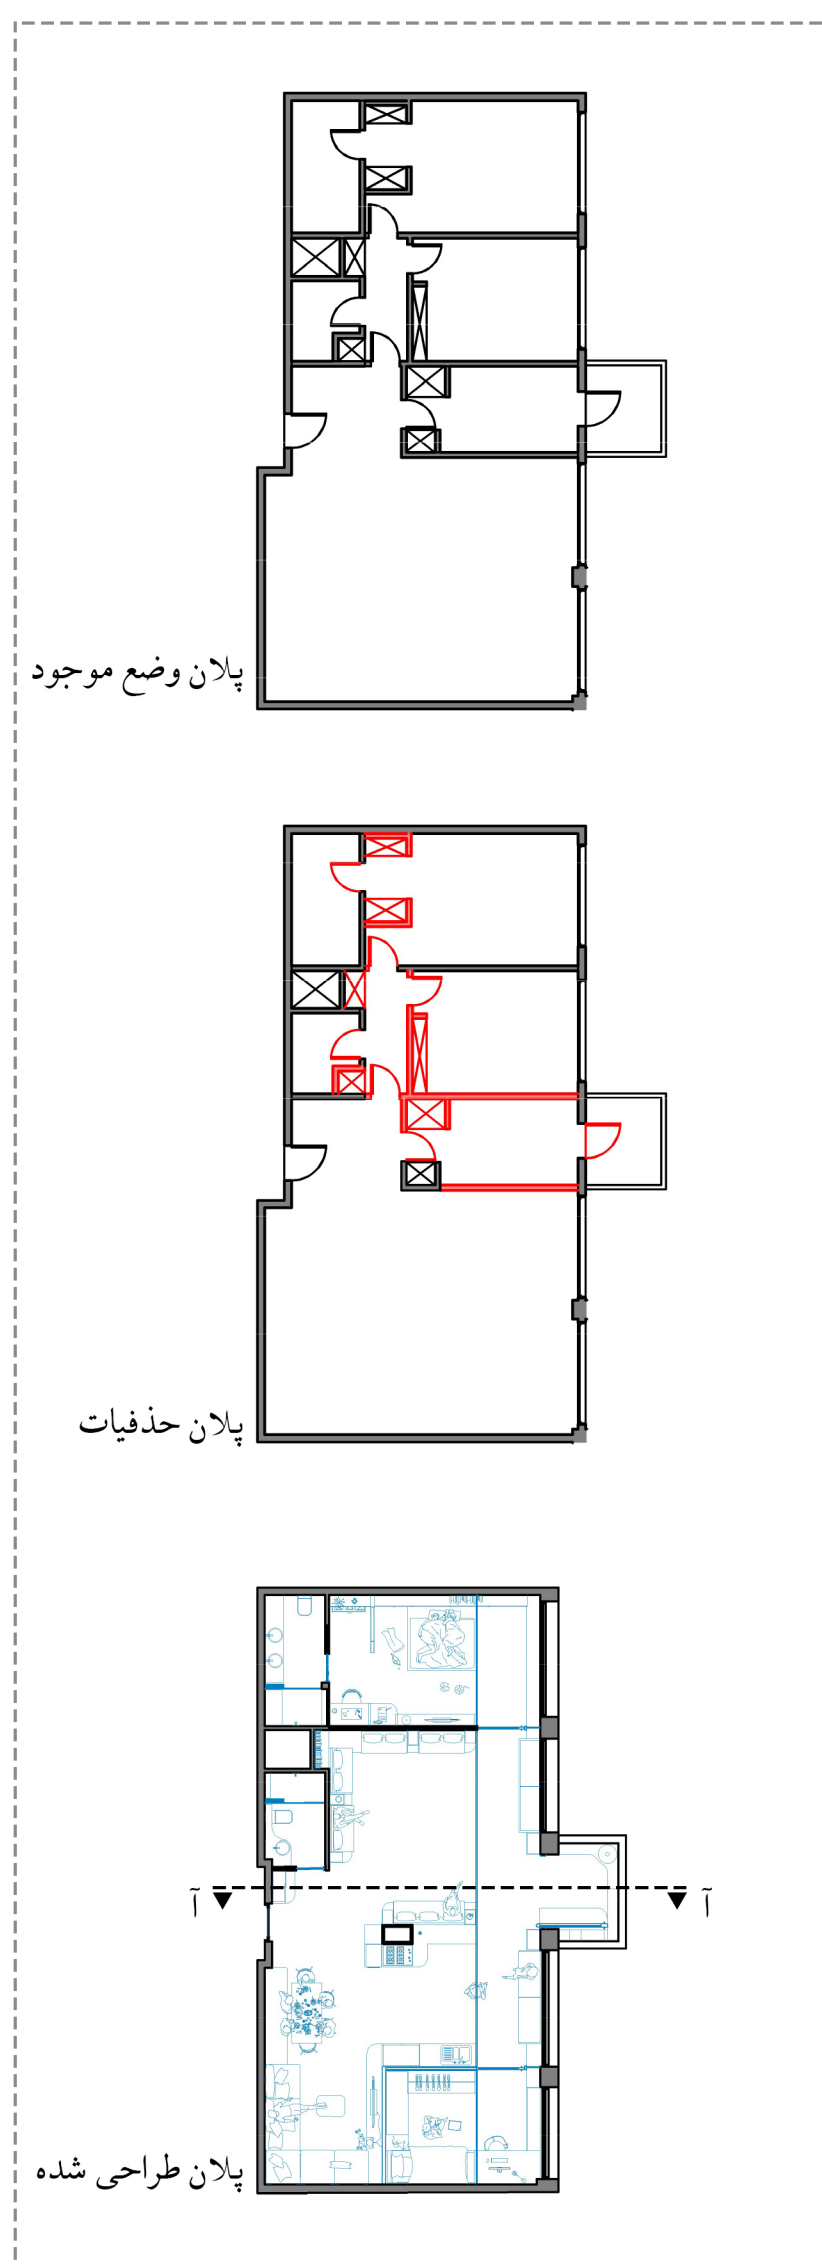 پلان وضع موجود
پلان حذفیات
آ آ
پلان طراحی شده